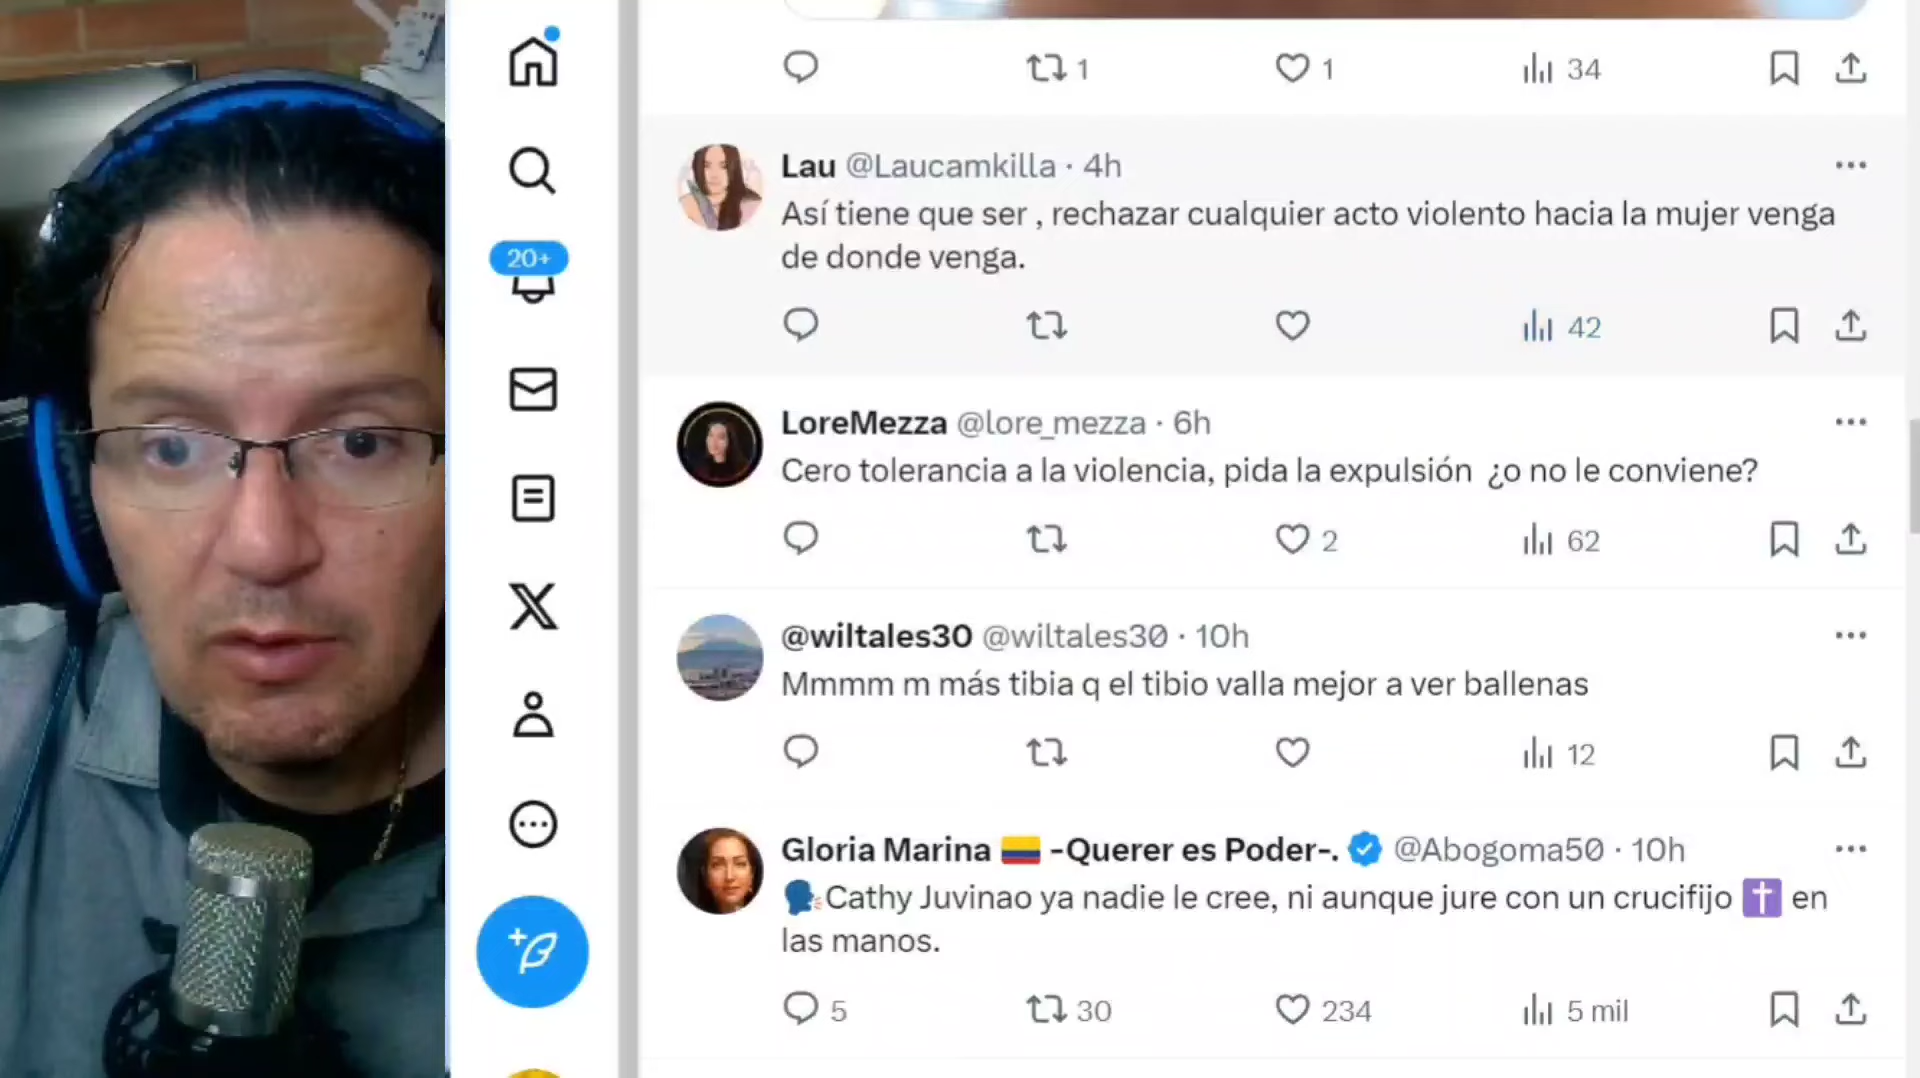 1
1
34
Lau @Laucamkilla · 4h
Así tiene que ser , rechazar cualquier acto violento hacia la mujer venga
de donde venga.
42
20+
LoreMezza @lore_mezza · 6h
Cero tolerancia a la violencia, pida la expulsión ¿o no le conviene?
2
62
@wiltales30 @wiltales30 · 10h
Mmmm m más tibia q el tibio valla mejor a ver ballenas
12
Gloria Marina 🇨🇴 -Querer es Poder-. @Abogoma50 · 10h
🗣️Cathy Juvinao ya nadie le cree, ni aunque jure con un crucifijo ✝️ en
las manos.
5
30
234
5 mil